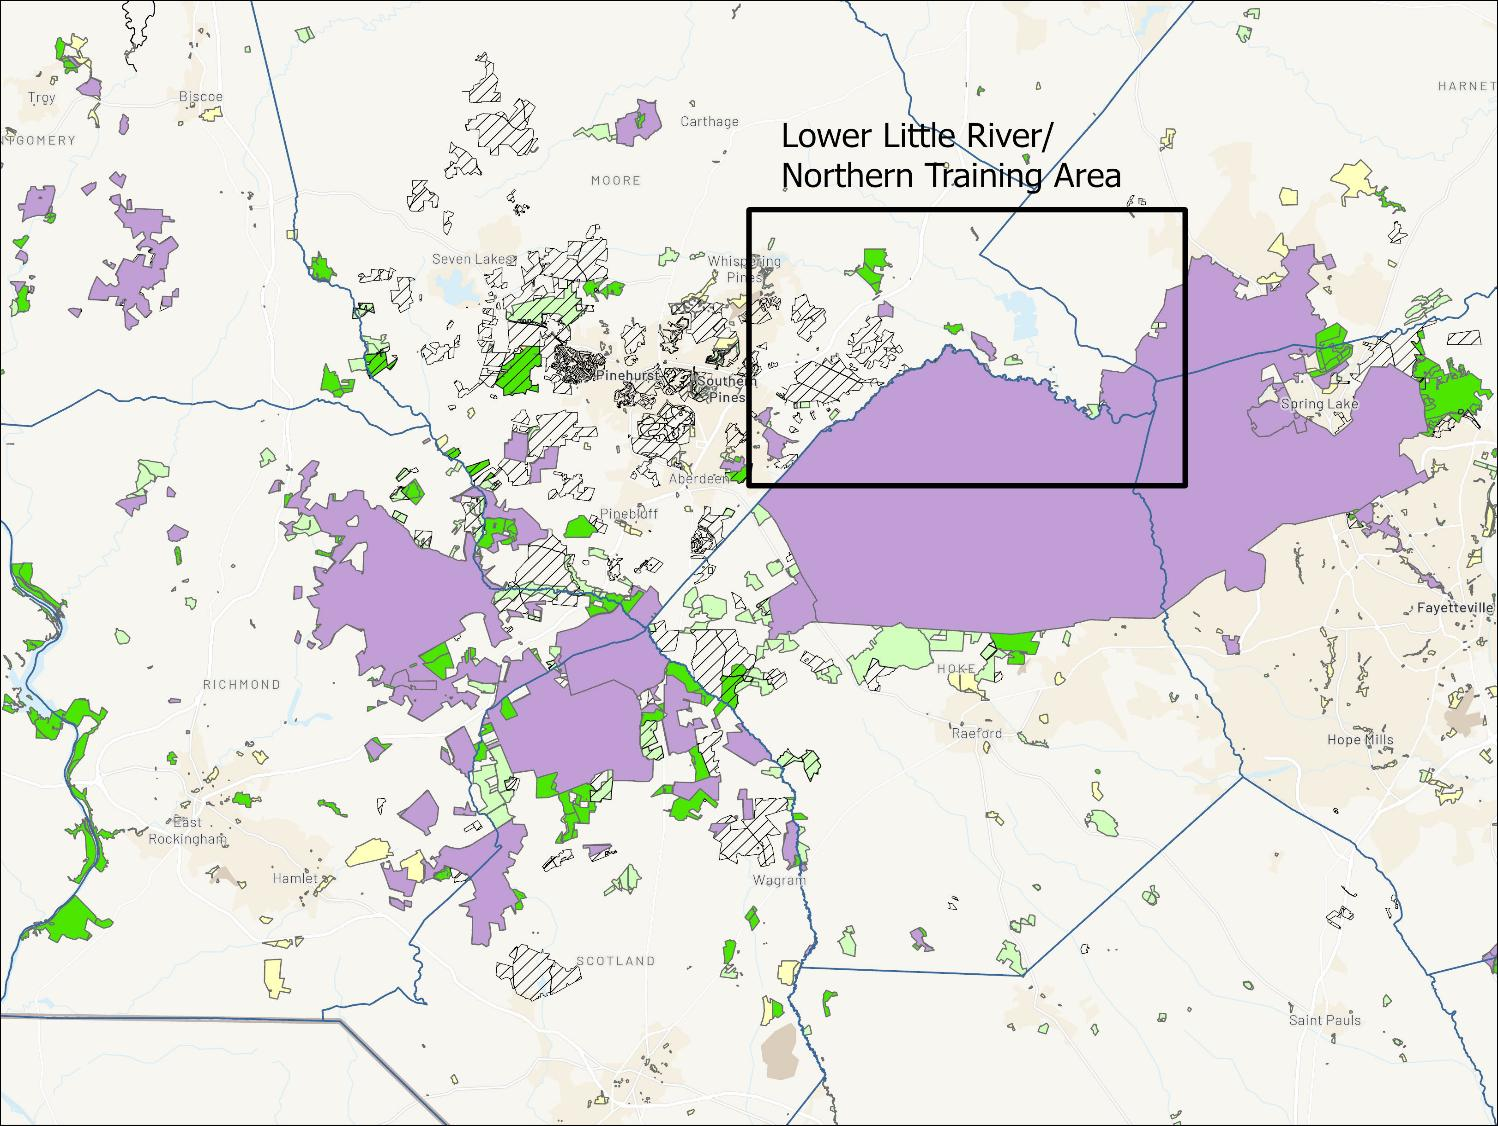 HARNET
Troy
Biscoe
Carthage
NTGOMERY
Lower Little River/
Northern Training Area
MOORE
Seven Lakes
Whispering
Pines
Pinehurst
Southern
Pines
Spring Lake
Aberdeen
Pinebluff
Fayetteville
HOKE
RICHMOND
Raeford
Hope Mills
East
Rockingham
Hamlet
Wagram
SCOTLAND
Saint Pauls